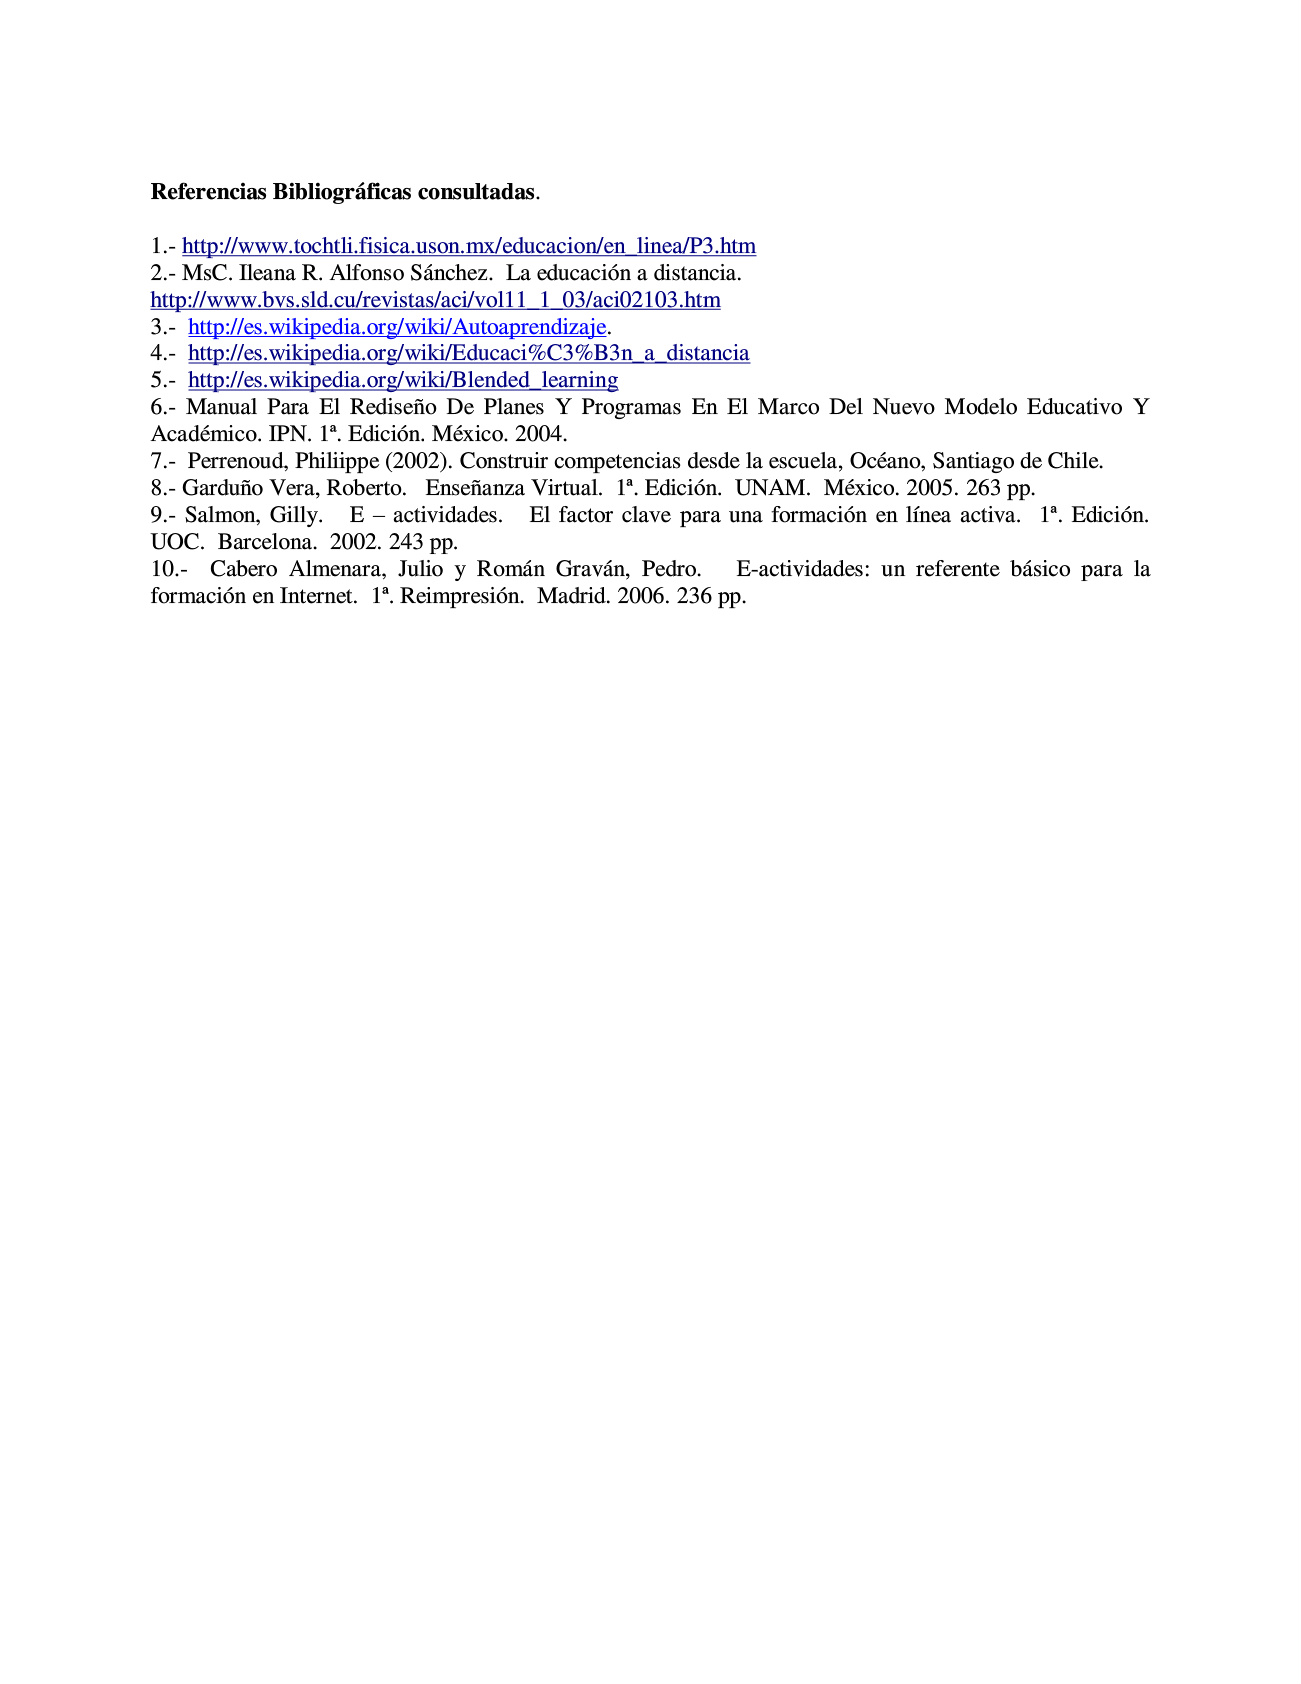 Referencias Bibliográficas consultadas.
1.- http://www.tochtli.fisica.uson.mx/educacion/en_linea/P3.htm
2.- MsC. Ileana R. Alfonso Sánchez.  La educación a distancia.
http://www.bvs.sld.cu/revistas/aci/vol11_1_03/aci02103.htm
3.-  http://es.wikipedia.org/wiki/Autoaprendizaje.
4.-  http://es.wikipedia.org/wiki/Educaci%C3%B3n_a_distancia
5.-  http://es.wikipedia.org/wiki/Blended_learning
6.- Manual Para El Rediseño De Planes Y Programas En El Marco Del Nuevo Modelo Educativo Y
Académico. IPN. 1ª. Edición. México. 2004.
7.-  Perrenoud, Philiippe (2002). Construir competencias desde la escuela, Océano, Santiago de Chile.
8.- Garduño Vera, Roberto.   Enseñanza Virtual.  1ª. Edición.  UNAM.  México. 2005. 263 pp.
9.- Salmon, Gilly.   E – actividades.   El factor clave para una formación en línea activa.  1ª. Edición.
UOC.  Barcelona.  2002. 243 pp.
10.-  Cabero Almenara, Julio y Román Graván, Pedro.   E-actividades: un referente básico para la
formación en Internet.  1ª. Reimpresión.  Madrid. 2006. 236 pp.